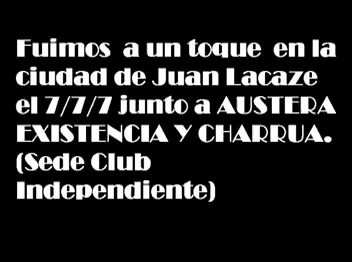 Fuimos a un toque en la
ciudad de Juan Lacaze
el 7/7/7 junto a AUSTERA
EXISTENCIA Y CHARRUA.
(Sede Club
Independiente)